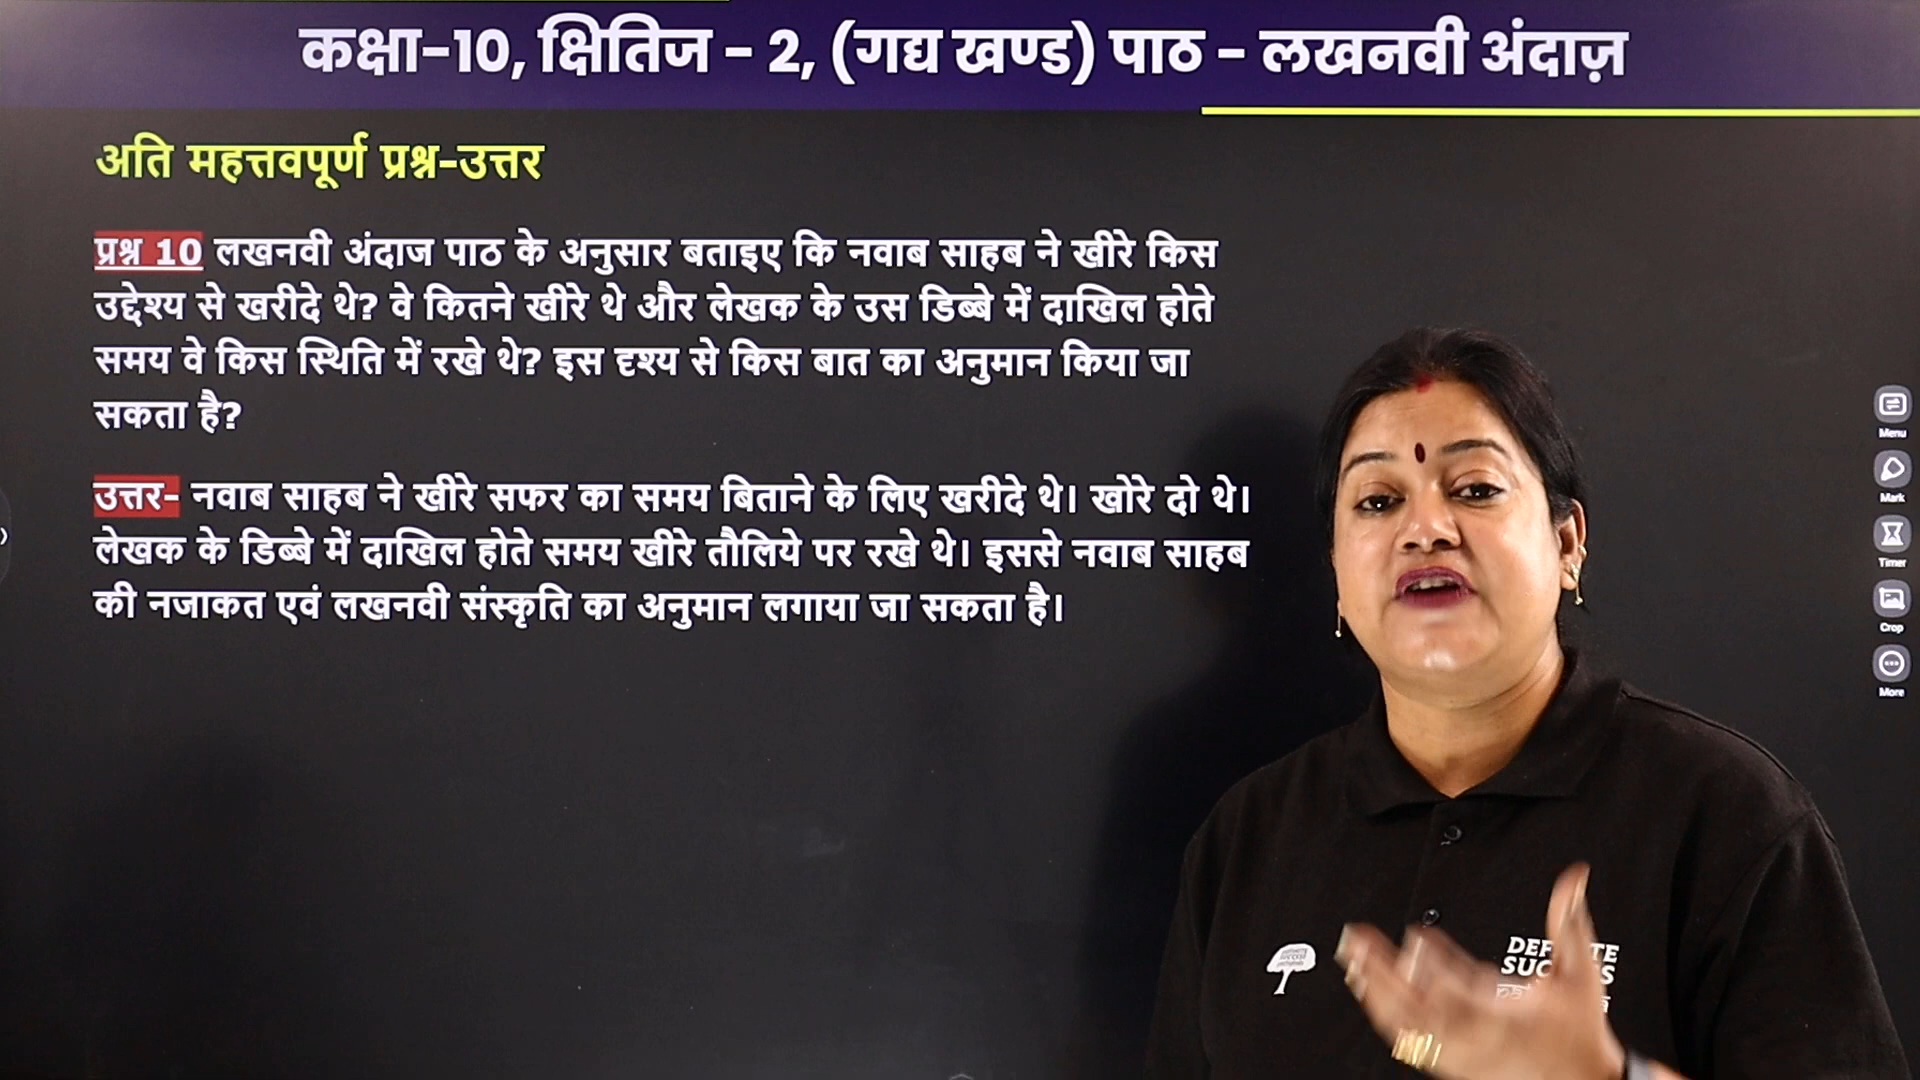 कक्षा-10, क्षितिज - 2, (गद्य खण्ड) पाठ - लखनवी अंदाज़
अति महत्तवपूर्ण प्रश्न-उत्तर
प्रश्न 10 लखनवी अंदाज पाठ के अनुसार बताइए कि नवाब साहब ने खीरे किस
उद्देश्य से खरीदे थे? वे कितने खीरे थे और लेखक के उस डिब्बे में दाखिल होते
समय वे किस स्थिति में रखे थे? इस दृश्य से किस बात का अनुमान किया जा
सकता है?
उत्तर- नवाब साहब ने खीरे सफर का समय बिताने के लिए खरीदे थे। खोरे दो थे।
लेखक के डिब्बे में दाखिल होते समय खीरे तौलिये पर रखे थे। इससे नवाब साहब
की नजाकत एवं लखनवी संस्कृति का अनुमान लगाया जा सकता है।
Menu
Mark
Timer
Crop
More